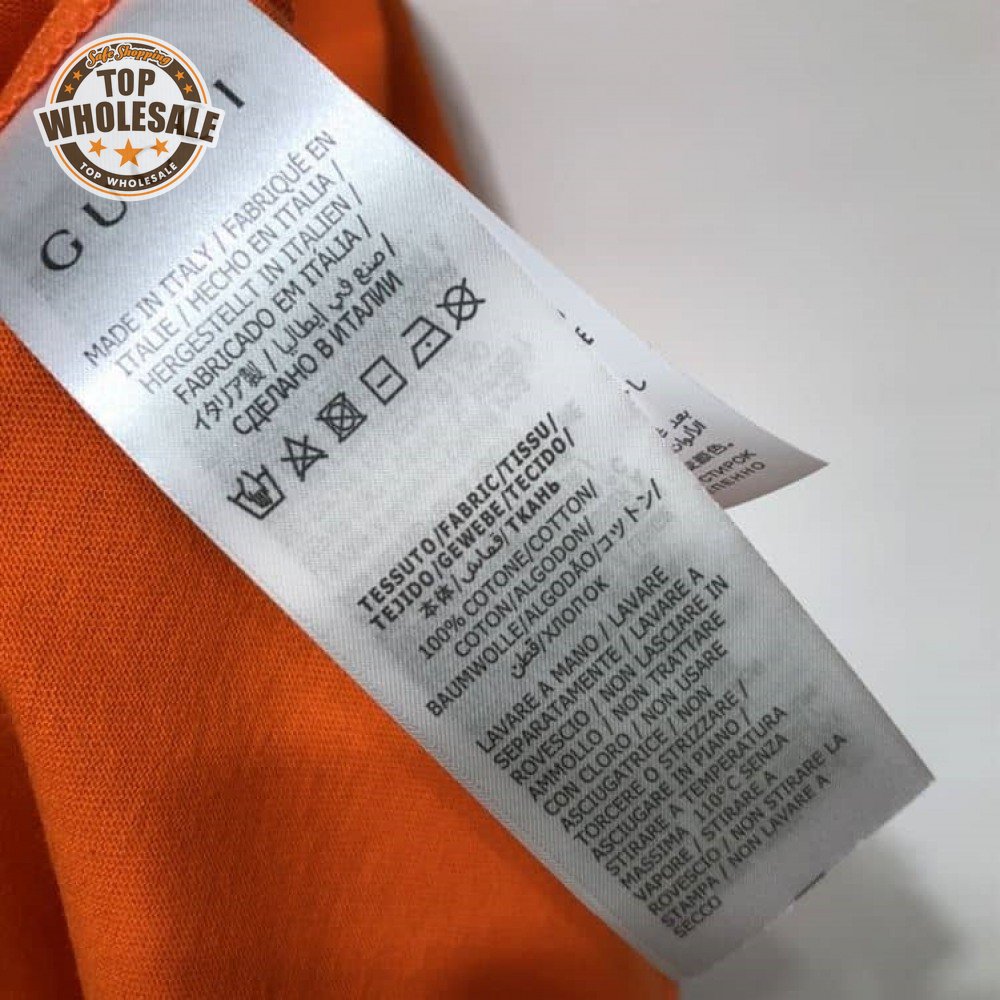 Safe Shopping
TOP
WHOLESALE
TOP WHOLESALE
GU I
MADE IN ITALY / FABRIQUÉ EN
ITALIE / HECHO EN ITALIA /
HERGESTELLT IN ITALIEN /
FABRICADO EM ITÁLIA /
イタリア製 / صنع في إيطاليا /
СДЕЛАНО В ИТАЛИИ
TESSUTO/FABRIC/TISSU/
TEJIDO/GEWEBE/TECIDO/
本体/قماش/ТКАНЬ
100% COTONE/COTTON/
COTON/ALGODON/
BAUMWOLLE/ALGODÃO/コットン/
قطن/ХЛОПОК
LAVARE A MANO / LAVARE
SEPARATAMENTE / LAVARE A
ROVESCIO / NON LASCIARE IN
AMMOLLO / NON TRATTARE
CON CLORO / NON USARE
ASCIUGATRICE / NON
TORCERE O STRIZZARE /
ASCIUGARE IN PIANO /
STIRARE A TEMPERATURA
MASSIMA 110°C SENZA
VAPORE / STIRARE A
ROVESCIO / NON STIRARE LA
STAMPA / NON LAVARE A
SECCO
E
بعد
СТИРОК